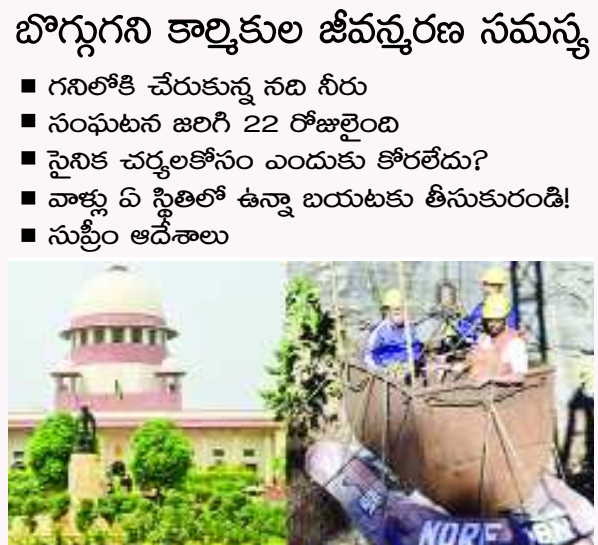 బొగ్గుగని కార్మికుల జీవన్మరణ సమస్య
■ గనిలోకి చేరుకున్న నది నీరు
■ సంఘటన జరిగి 22 రోజులైంది
■ సైనిక చర్యలకోసం ఎందుకు కోరలేదు?
■ వాళ్లు ఏ స్థితిలో ఉన్నా బయటకు తీసుకురండి!
■ సుప్రీం ఆదేశాలు